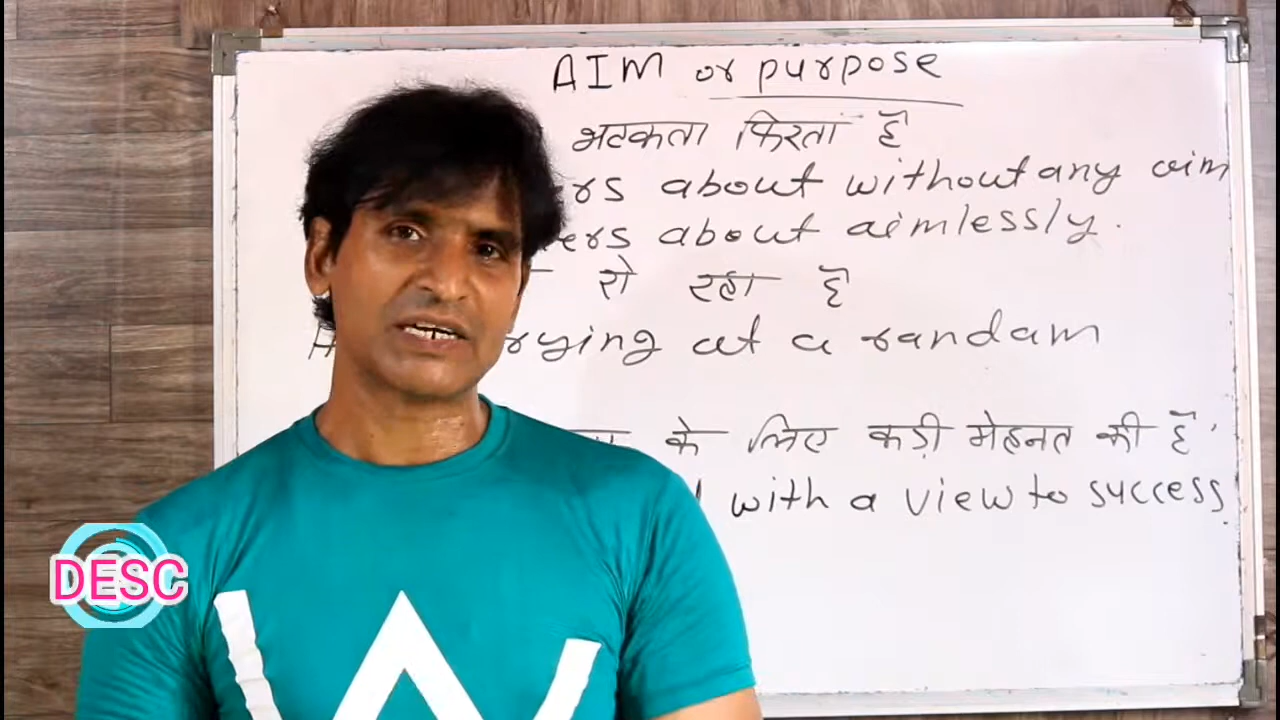 AIM or purpose
भटकता फिरता है
rs about without any aim
ers about aimlessly.
रो रहा है
H rying at a randam
के लिए कड़ी मेहनत की है.
with a view to success.
DESC